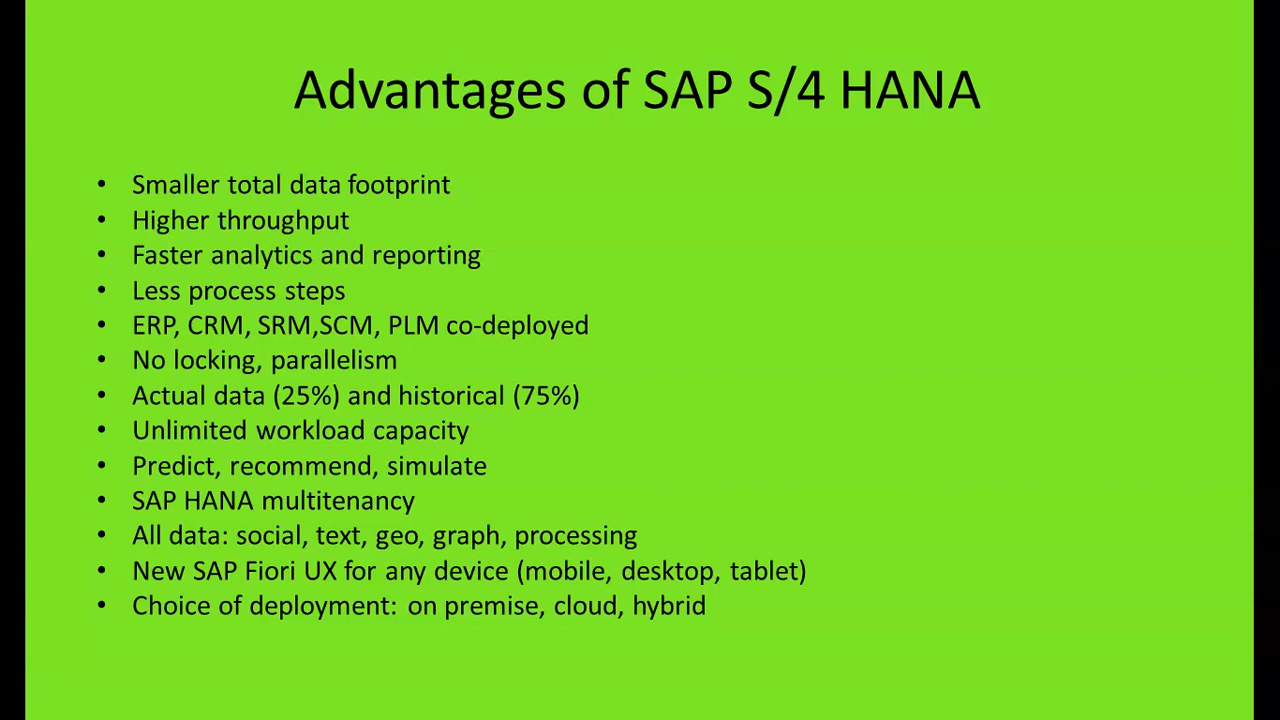 Advantages of SAP S/4 HANA
• Smaller total data footprint
• Higher throughput
• Faster analytics and reporting
• Less process steps
• ERP, CRM, SRM,SCM, PLM co-deployed
• No locking, parallelism
• Actual data (25%) and historical (75%)
• Unlimited workload capacity
• Predict, recommend, simulate
• SAP HANA multitenancy
• All data: social, text, geo, graph, processing
• New SAP Fiori UX for any device (mobile, desktop, tablet)
• Choice of deployment: on premise, cloud, hybrid